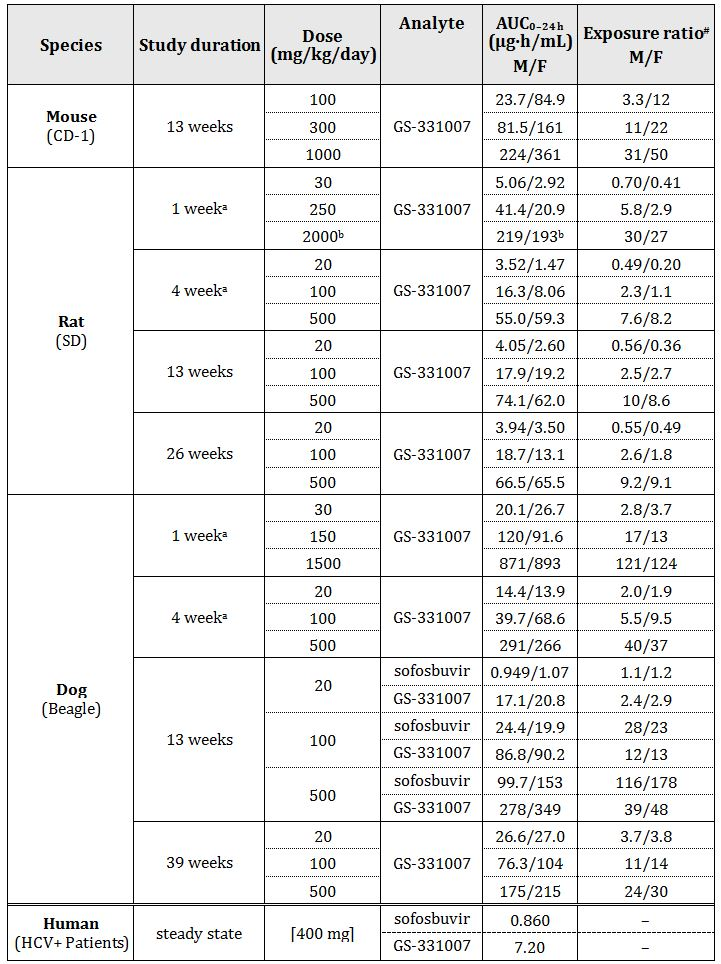 Species Study duration Dose (mg/kg/day) Analyte AUC₀₋₂₄ₕ (µg·h/mL) M/F Exposure ratio# M/F
Mouse (CD-1) 13 weeks 100 GS-331007 23.7/84.9 3.3/12
300 81.5/161 11/22
1000 224/361 31/50
Rat (SD) 1 weekᵃ 30 GS-331007 5.06/2.92 0.70/0.41
250 41.4/20.9 5.8/2.9
2000ᵇ 219/193ᵇ 30/27
4 weekᵃ 20 GS-331007 3.52/1.47 0.49/0.20
100 16.3/8.06 2.3/1.1
500 55.0/59.3 7.6/8.2
13 weeks 20 GS-331007 4.05/2.60 0.56/0.36
100 17.9/19.2 2.5/2.7
500 74.1/62.0 10/8.6
26 weeks 20 GS-331007 3.94/3.50 0.55/0.49
100 18.7/13.1 2.6/1.8
500 66.5/65.5 9.2/9.1
Dog (Beagle) 1 weekᵃ 30 GS-331007 20.1/26.7 2.8/3.7
150 120/91.6 17/13
1500 871/893 121/124
4 weekᵃ 20 GS-331007 14.4/13.9 2.0/1.9
100 39.7/68.6 5.5/9.5
500 291/266 40/37
13 weeks 20 sofosbuvir 0.949/1.07 1.1/1.2
GS-331007 17.1/20.8 2.4/2.9
100 sofosbuvir 24.4/19.9 28/23
GS-331007 86.8/90.2 12/13
500 sofosbuvir 99.7/153 116/178
GS-331007 278/349 39/48
39 weeks 20 GS-331007 26.6/27.0 3.7/3.8
100 76.3/104 11/14
500 175/215 24/30
Human (HCV+ Patients) steady state [400 mg] sofosbuvir 0.860 –
GS-331007 7.20 –